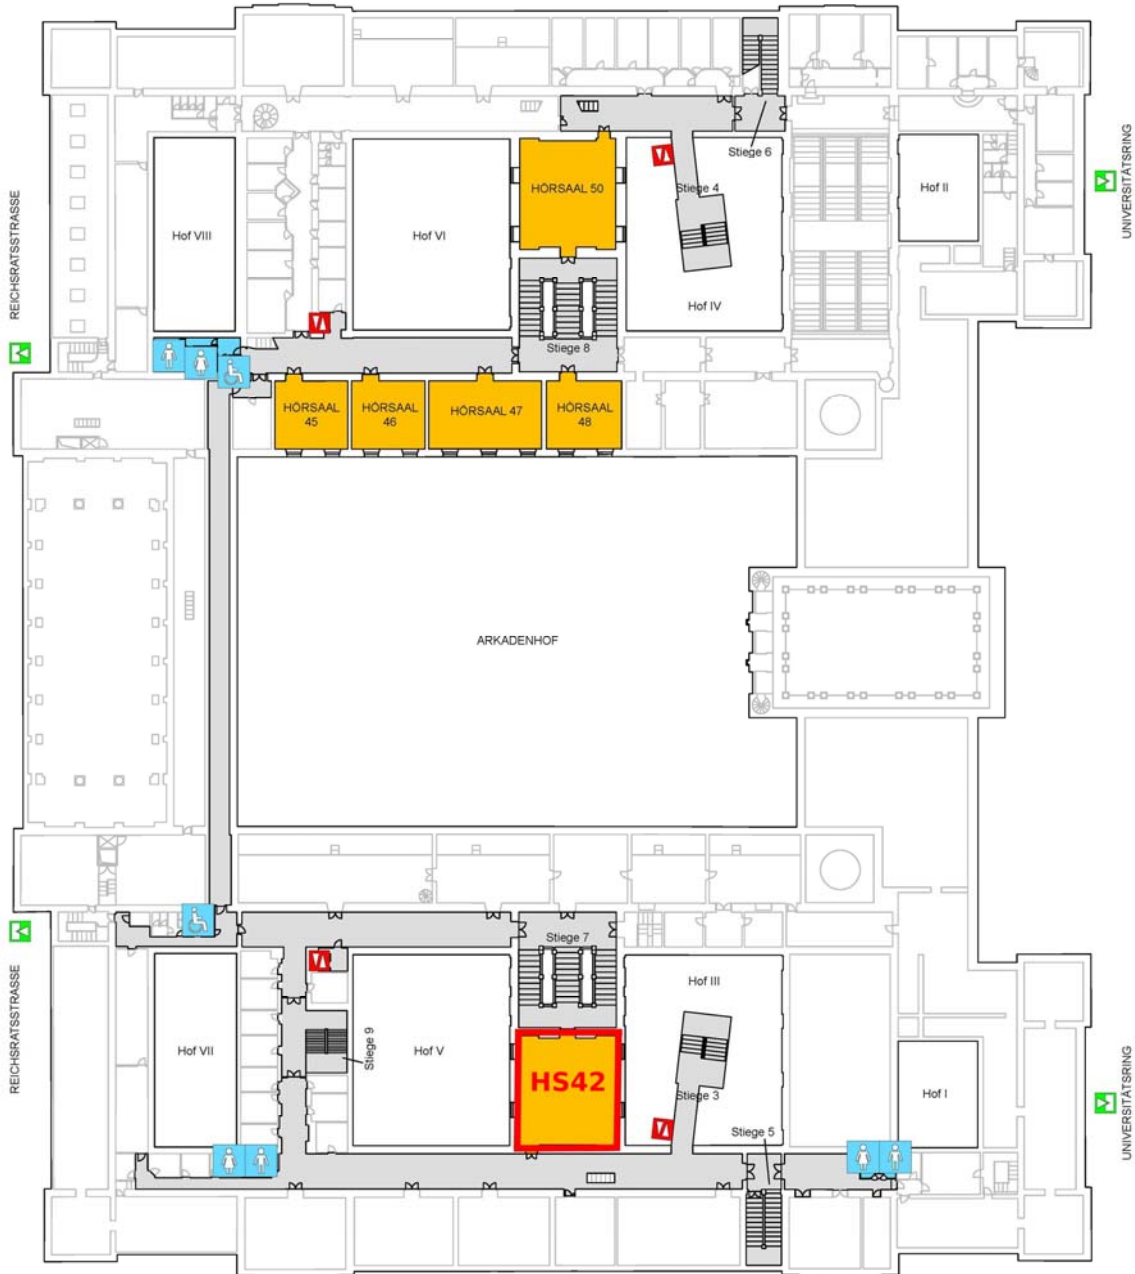 Stiege 6
UNIVERSITÄTSRING
REICHSRATSSTRASSE
HÖRSAAL 50
Stiege 4
Hof II
Hof VIII
Hof VI
Hof IV
Stiege 8
HÖRSAAL
45
HÖRSAAL
46
HÖRSAAL 47
HÖRSAAL
48
ARKADENHOF
Stiege 7
REICHSRATSSTRASSE
Hof III
Hof VII
Stiege 9
Hof V
HS42
Stiege 3
Hof I
UNIVERSITÄTSRING
Stiege 5